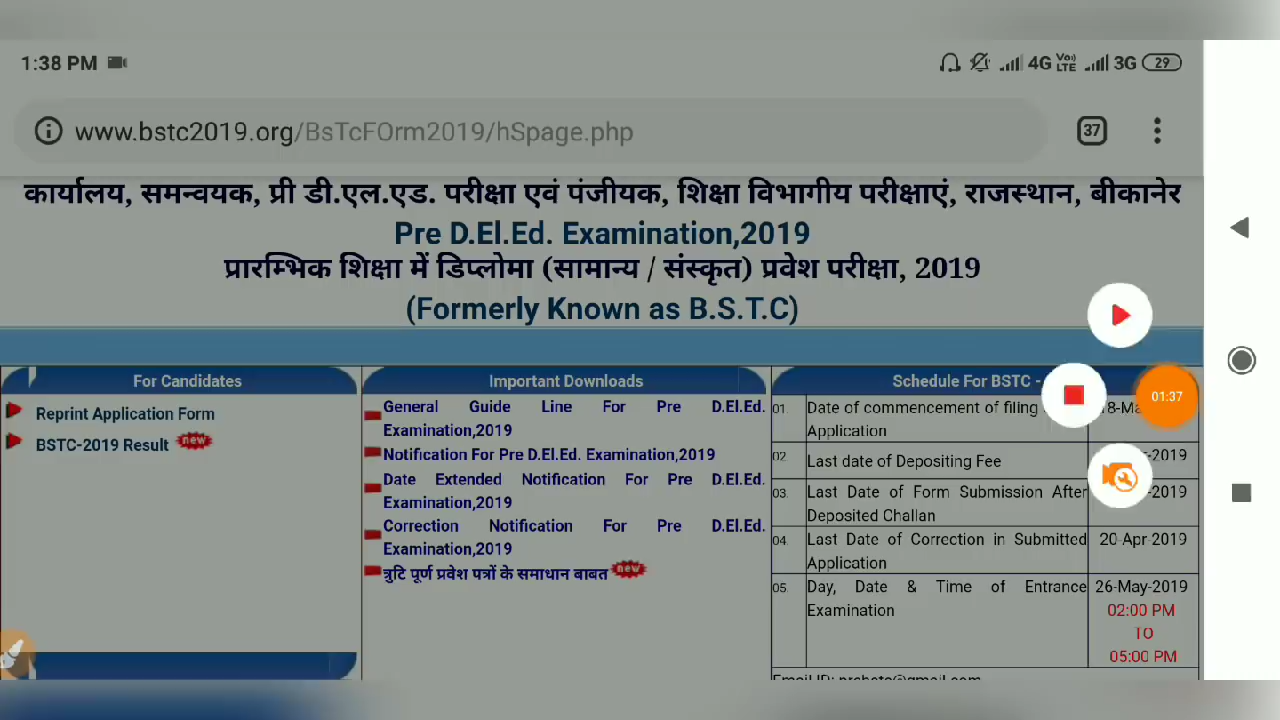 1:38 PM
4G Vo) LTE 3G 29
www.bstc2019.org/BsTcFOrm2019/hSpage.php
37
कार्यालय, समन्वयक, प्री डी.एल.एड. परीक्षा एवं पंजीयक, शिक्षा विभागीय परीक्षाएं, राजस्थान, बीकानेर
Pre D.El.Ed. Examination,2019
प्रारम्भिक शिक्षा में डिप्लोमा (सामान्य / संस्कृत) प्रवेश परीक्षा, 2019
(Formerly Known as B.S.T.C)
For Candidates
Reprint Application Form
BSTC-2019 Result new
Important Downloads
General Guide Line For Pre D.El.Ed.
Examination,2019
Notification For Pre D.El.Ed. Examination,2019
Date Extended Notification For Pre D.El.Ed.
Examination,2019
Correction Notification For Pre D.El.Ed.
Examination,2019
त्रुटि पूर्ण प्रवेश पत्रों के समाधान बाबत new
Schedule For BSTC -
01. Date of commencement of filing
Application
02 Last date of Depositing Fee -2019
03. Last Date of Form Submission After -2019
Deposited Challan
04. Last Date of Correction in Submitted 20-Apr-2019
Application
05. Day, Date & Time of Entrance 26-May-2019
Examination 02:00 PM
TO
05:00 PM
01:37